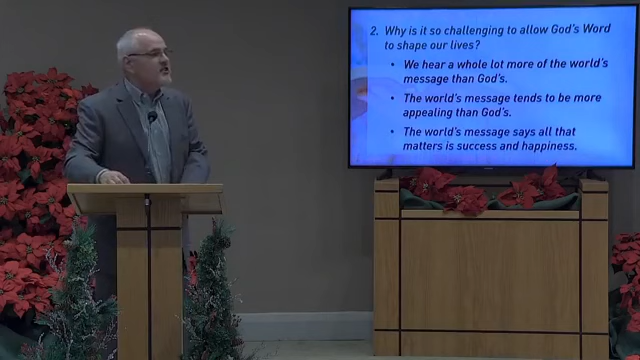 2. Why is it so challenging to allow God's Word
to shape our lives?
• We hear a whole lot more of the world's
message than God's.
• The world's message tends to be more
appealing than God's.
• The world's message says all that
matters is success and happiness.